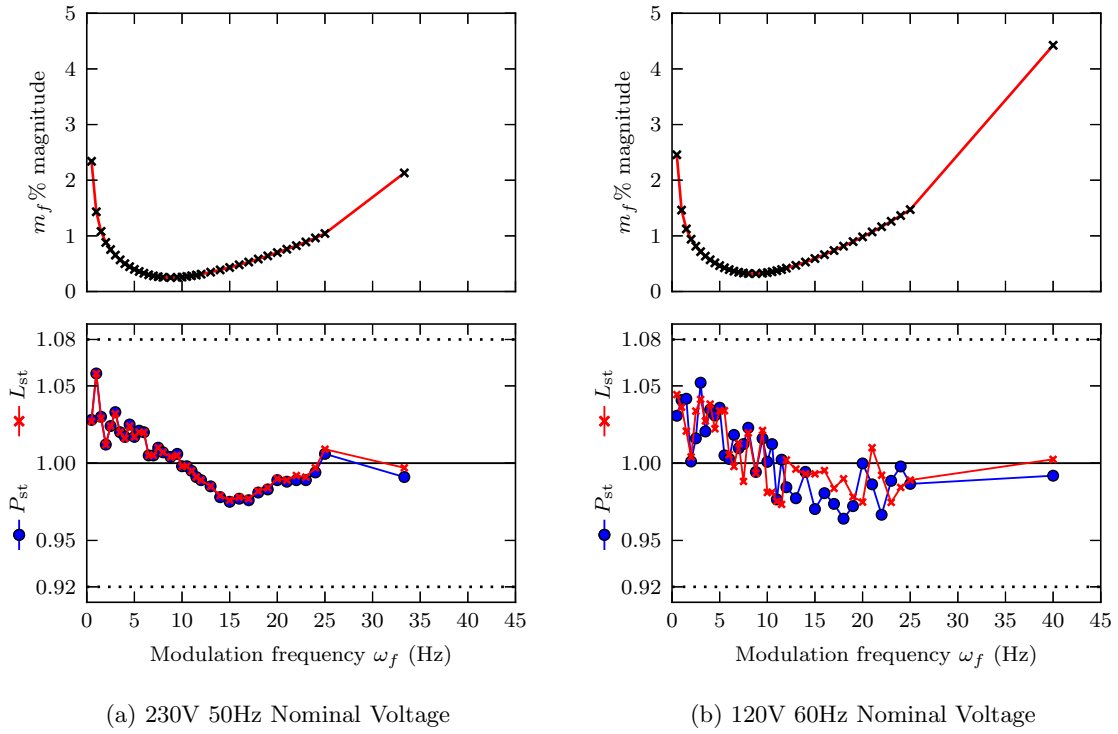 5
4
3
2
1
0
m_f % magnitude
5
4
3
2
1
0
m_f % magnitude
1.08
1.05
1.00
0.95
0.92
P_st L_st
0 5 10 15 20 25 30 35 40 45
Modulation frequency ω_f (Hz)
1.08
1.05
1.00
0.95
0.92
P_st L_st
0 5 10 15 20 25 30 35 40 45
Modulation frequency ω_f (Hz)
(a) 230V 50Hz Nominal Voltage
(b) 120V 60Hz Nominal Voltage